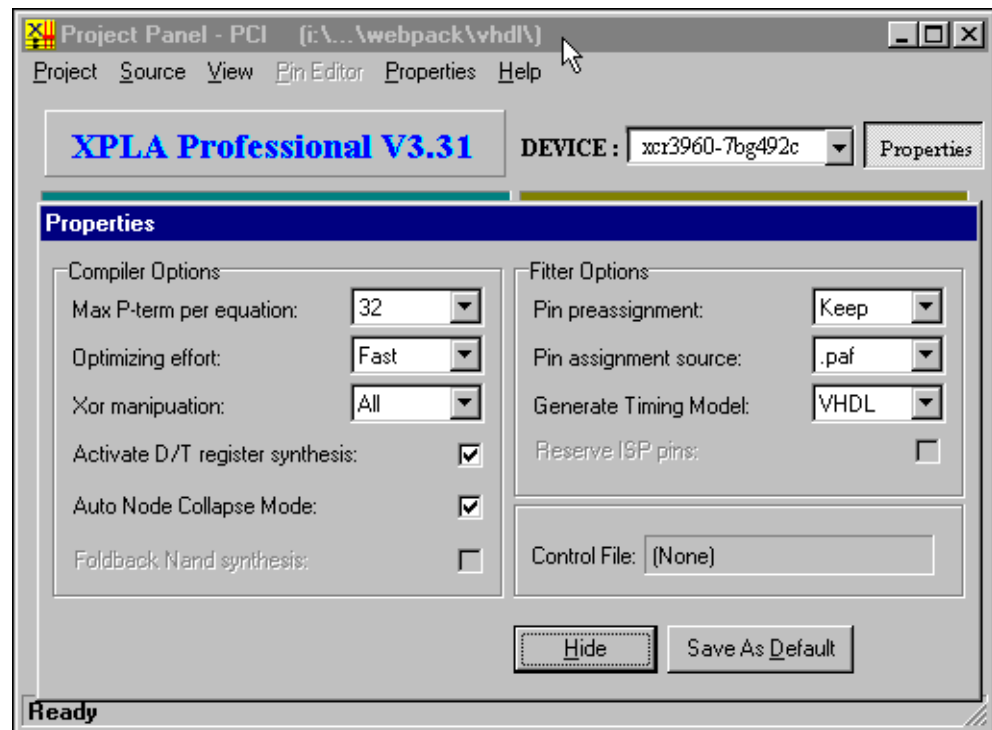 Project Panel - PCI (i:\...\webpack\vhdl\)
Project Source View Pin Editor Properties Help
XPLA Professional V3.31 DEVICE : xcr3960-7bg492c Properties
Properties
Compiler Options
Max P-term per equation: 32
Optimizing effort: Fast
Xor manipuation: All
Activate D/T register synthesis:
Auto Node Collapse Mode:
Foldback Nand synthesis:
Fitter Options
Pin preassignment: Keep
Pin assignment source: .paf
Generate Timing Model: VHDL
Reserve ISP pins:
Control File: (None)
Hide Save As Default
Ready